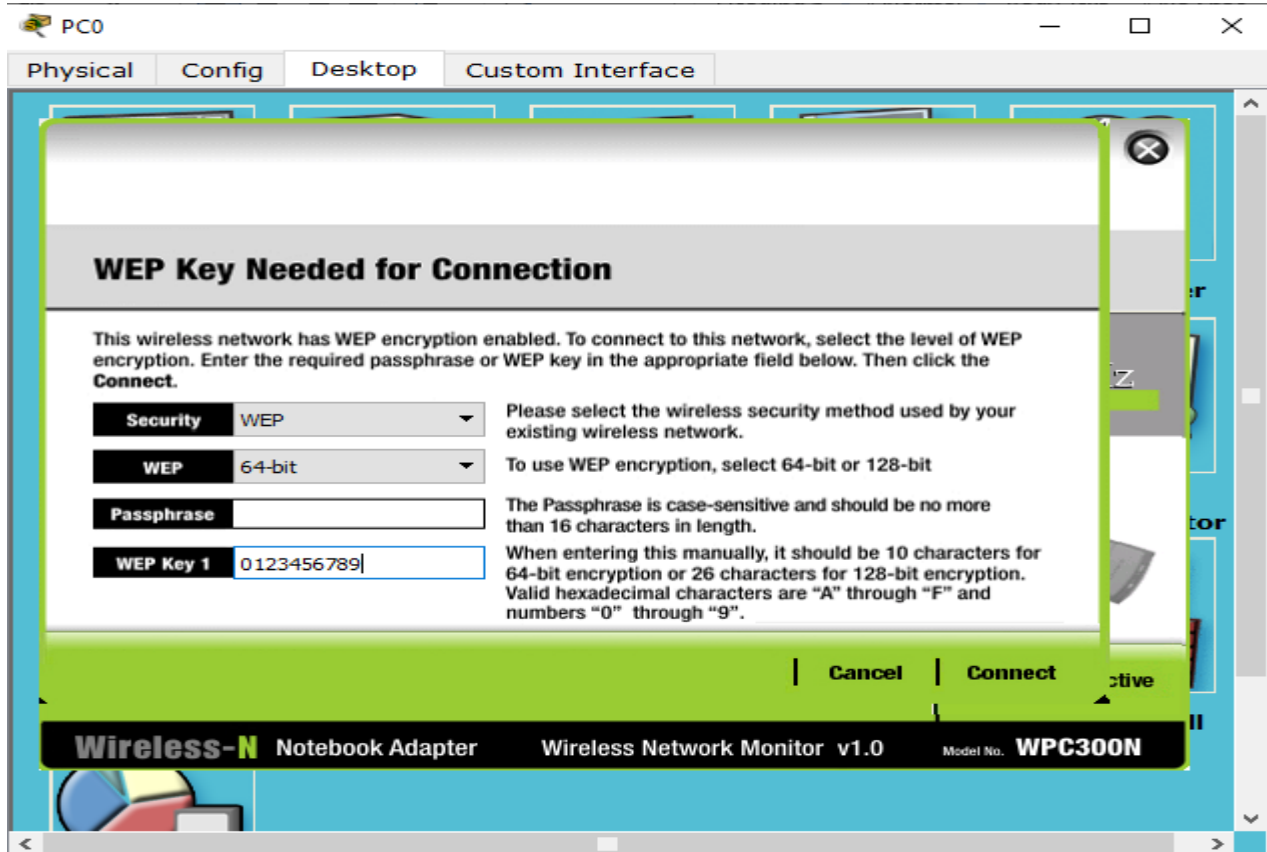 PC0
Physical Config Desktop Custom Interface
WEP Key Needed for Connection
This wireless network has WEP encryption enabled. To connect to this network, select the level of WEP
encryption. Enter the required passphrase or WEP key in the appropriate field below. Then click the
Connect.
Security WEP
Please select the wireless security method used by your
existing wireless network.
WEP 64-bit
To use WEP encryption, select 64-bit or 128-bit
Passphrase
The Passphrase is case-sensitive and should be no more
than 16 characters in length.
WEP Key 1 0123456789
When entering this manually, it should be 10 characters for
64-bit encryption or 26 characters for 128-bit encryption.
Valid hexadecimal characters are “A” through “F” and
numbers “0” through “9”.
Cancel Connect
Wireless-N Notebook Adapter Wireless Network Monitor v1.0 Model No. WPC300N